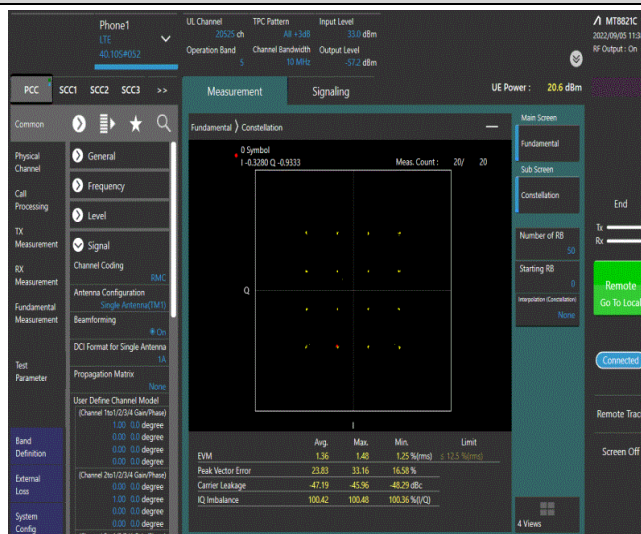 Phone1
LTE
40.10S#052
UL Channel TPC Pattern Input Level
20525 ch All +3dB 33.0 dBm
Operation Band Channel Bandwidth Output Level
5 10 MHz -57.2 dBm
MT8821C
2022/09/05 11:3
RF Output : On
PCC SCC1 SCC2 SCC3 >>
Measurement Signaling UE Power : 20.6 dBm
Common
Physical
Channel
Call
Processing
TX
Measurement
RX
Measurement
Fundamental
Measurement
Test
Parameter
Band
Definition
External
Loss
System
Config
General
Frequency
Level
Signal
Channel Coding
RMC
Antenna Configuration
Single Antenna(TM1)
Beamforming
On
DCI Format for Single Antenna
1A
Propagation Matrix
None
User Define Channel Model
(Channel 1to1/2/3/4 Gain/Phase)
1.00 0.0 degree
0.00 0.0 degree
0.00 0.0 degree
0.00 0.0 degree
(Channel 2to1/2/3/4 Gain/Phase)
0.00 0.0 degree
1.00 0.0 degree
0.00 0.0 degree
0.00 0.0 degree
Fundamental Constellation
0 Symbol
I -0.3280 Q -0.9333 Meas. Count : 20/ 20
Q
I
Avg. Max. Min. Limit
EVM 1.36 1.48 1.25 %(rms) ≤ 12.5 %(rms)
Peak Vector Error 23.83 33.16 16.58 %
Carrier Leakage -47.19 -45.96 -48.29 dBc
IQ Imbalance 100.42 100.48 100.36 %(I/Q)
Main Screen
Fundamental
Sub Screen
Constellation
Number of RB
50
Starting RB
0
Interpolation (Constellation)
None
4 Views
End
Tx
Rx
Remote
Go To Local
Connected
Remote Trac
Screen Off